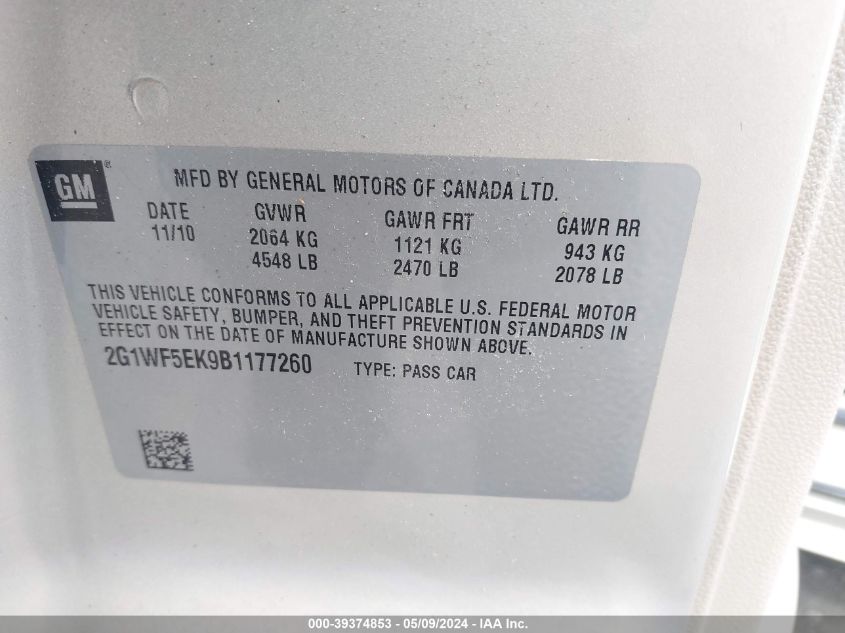 GM ®
MFD BY GENERAL MOTORS OF CANADA LTD.
DATE GVWR GAWR FRT GAWR RR
11/10 2064 KG 1121 KG 943 KG
4548 LB 2470 LB 2078 LB
THIS VEHICLE CONFORMS TO ALL APPLICABLE U.S. FEDERAL MOTOR
VEHICLE SAFETY, BUMPER, AND THEFT PREVENTION STANDARDS IN
EFFECT ON THE DATE OF MANUFACTURE SHOWN ABOVE.
2G1WF5EK9B1177260 TYPE: PASS CAR
000-39374853 - 05/09/2024 - IAA Inc.